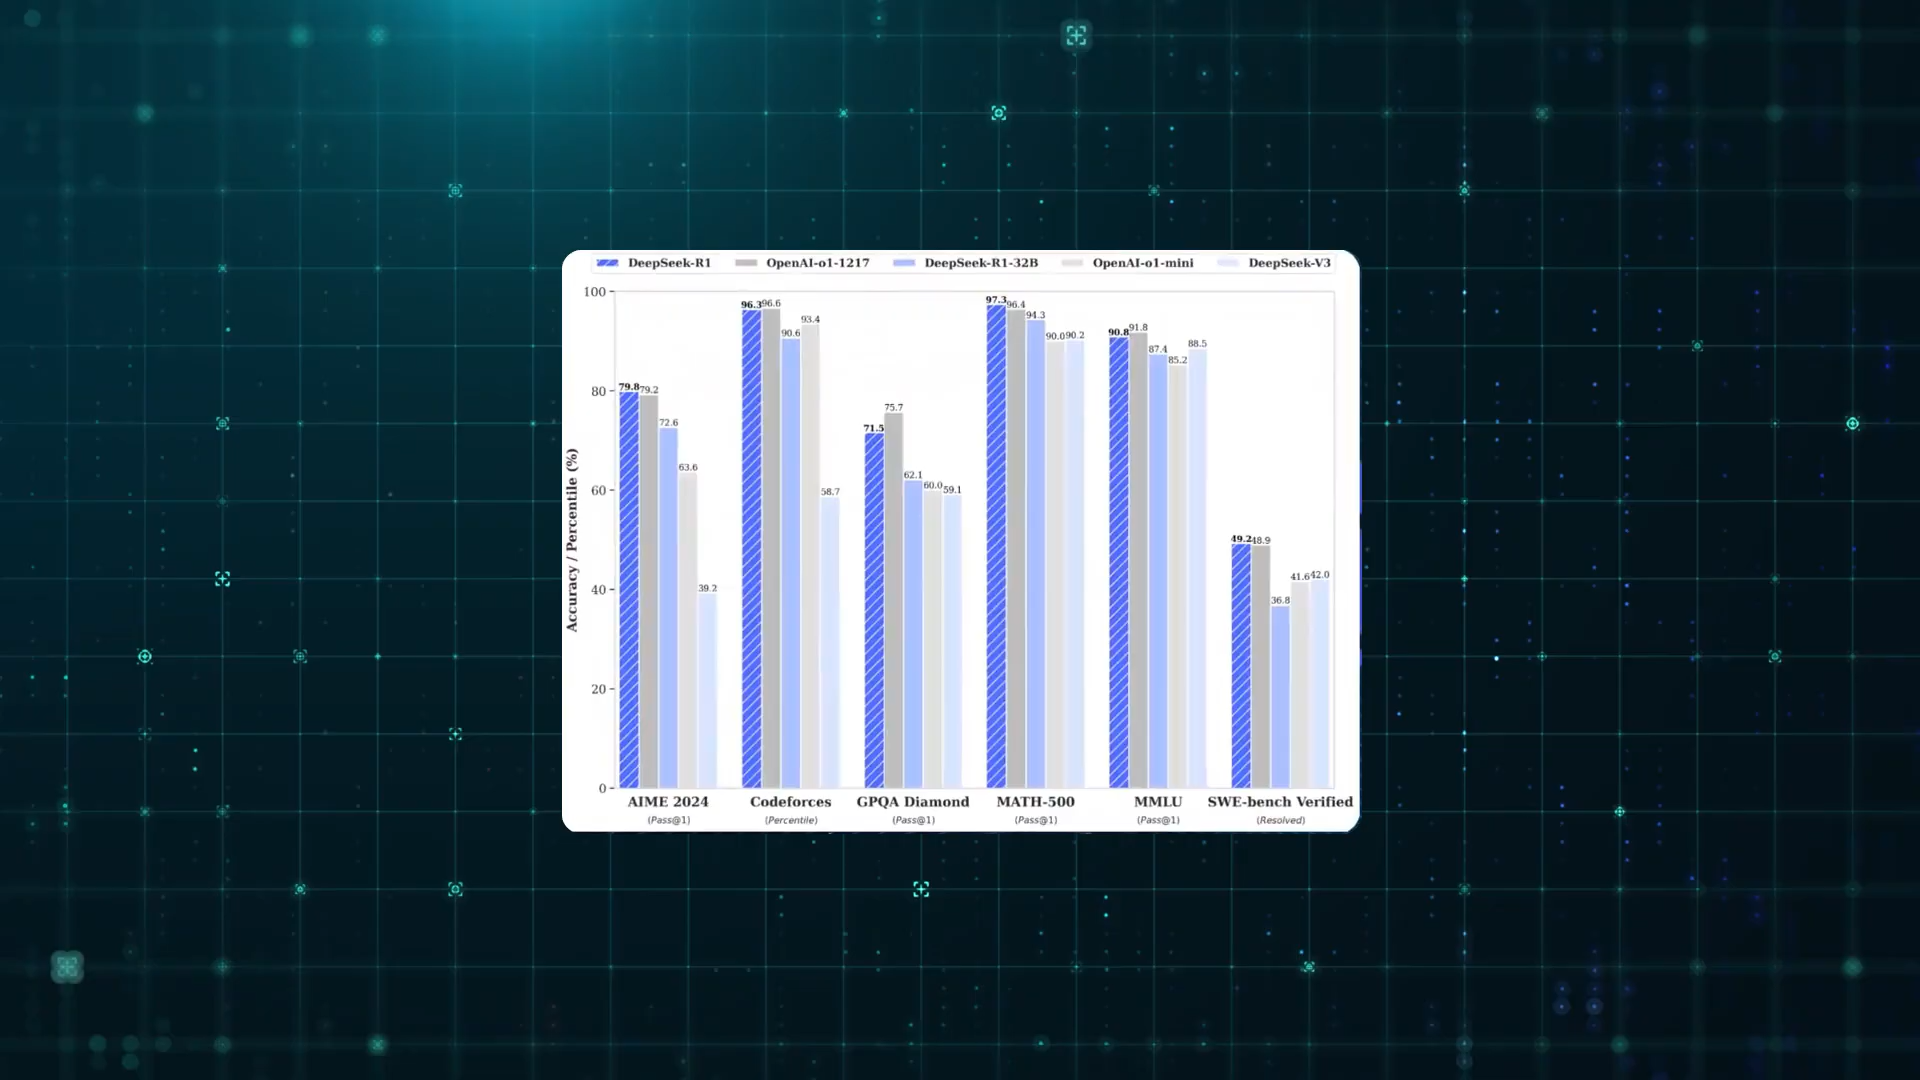 DeepSeek-R1 OpenAI-o1-1217 DeepSeek-R1-32B OpenAI-o1-mini DeepSeek-V3
Accuracy / Percentile (%)
100
80
60
40
20
0
79.8 79.2 72.6 63.6 39.2
96.3 96.6 90.6 93.4 58.7
71.5 75.7 62.1 60.0 59.1
97.3 96.4 94.3 90.0 90.2
90.8 91.8 87.4 85.2 88.5
49.2 48.9 36.8 41.6 42.0
AIME 2024
(Pass@1)
Codeforces
(Percentile)
GPQA Diamond
(Pass@1)
MATH-500
(Pass@1)
MMLU
(Pass@1)
SWE-bench Verified
(Resolved)